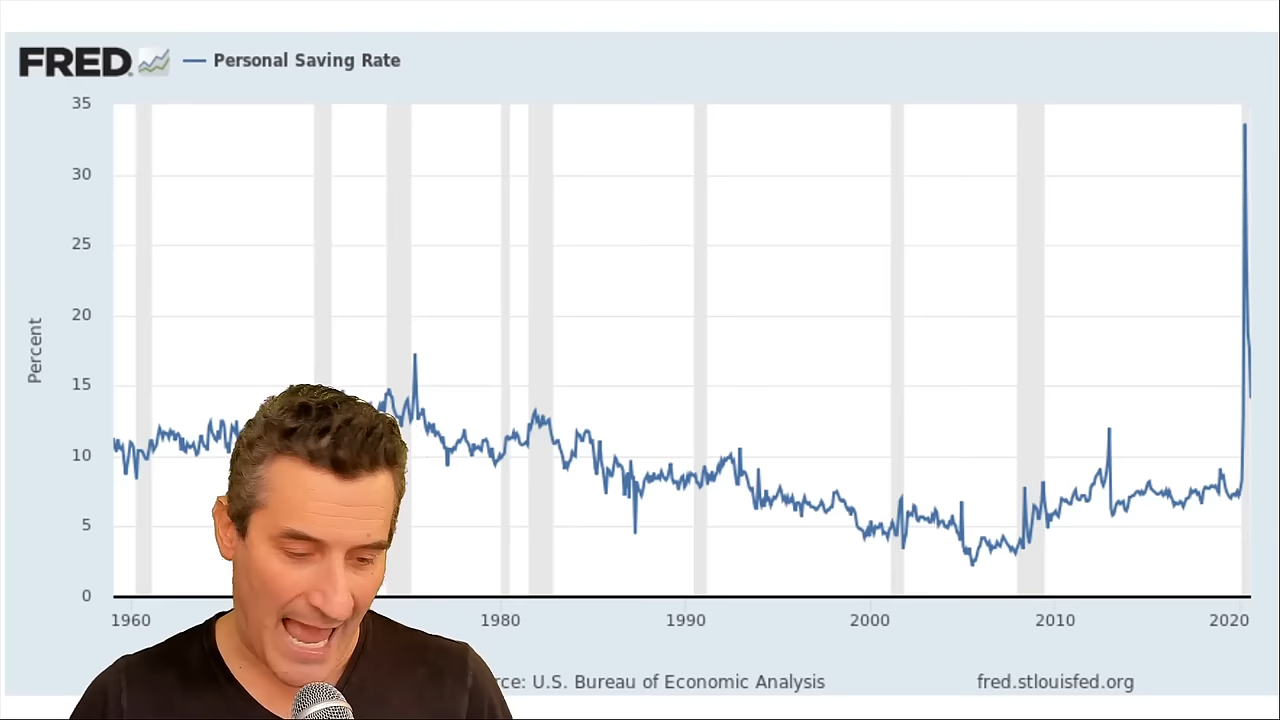 FRED
Personal Saving Rate
35
30
25
20
15
10
5
0
Percent
1960
1980
1990
2000
2010
2020
U.S. Bureau of Economic Analysis
fred.stlouisfed.org